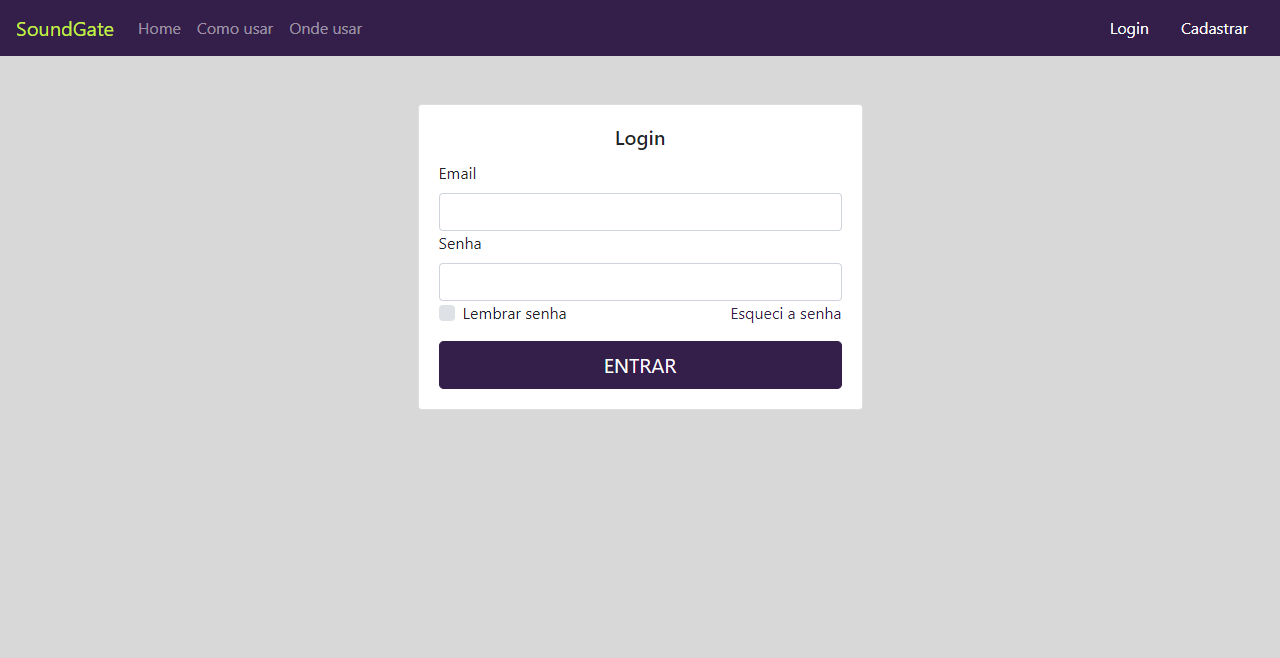 SoundGate Home Como usar Onde usar Login Cadastrar
Login
Email
Senha
Lembrar senha Esqueci a senha
ENTRAR